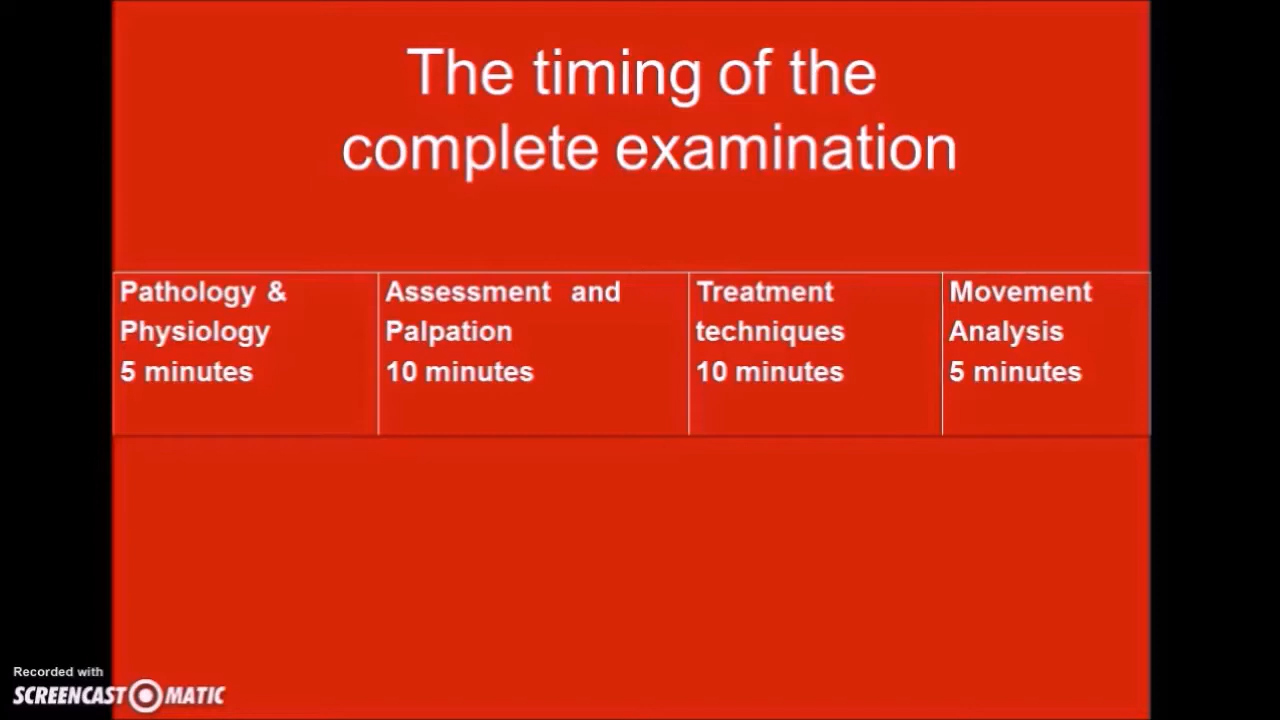 The timing of the
complete examination
Pathology &
Physiology
5 minutes
Assessment and
Palpation
10 minutes
Treatment
techniques
10 minutes
Movement
Analysis
5 minutes
Recorded with
SCREENCAST MATIC